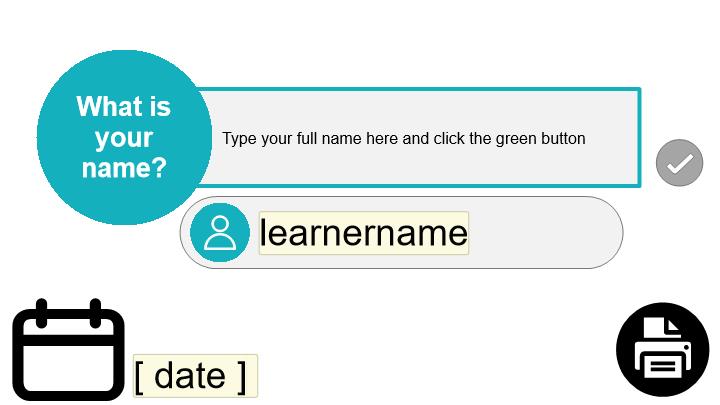 What is
your
name?
Type your full name here and click the green button
learnername
[ date ]